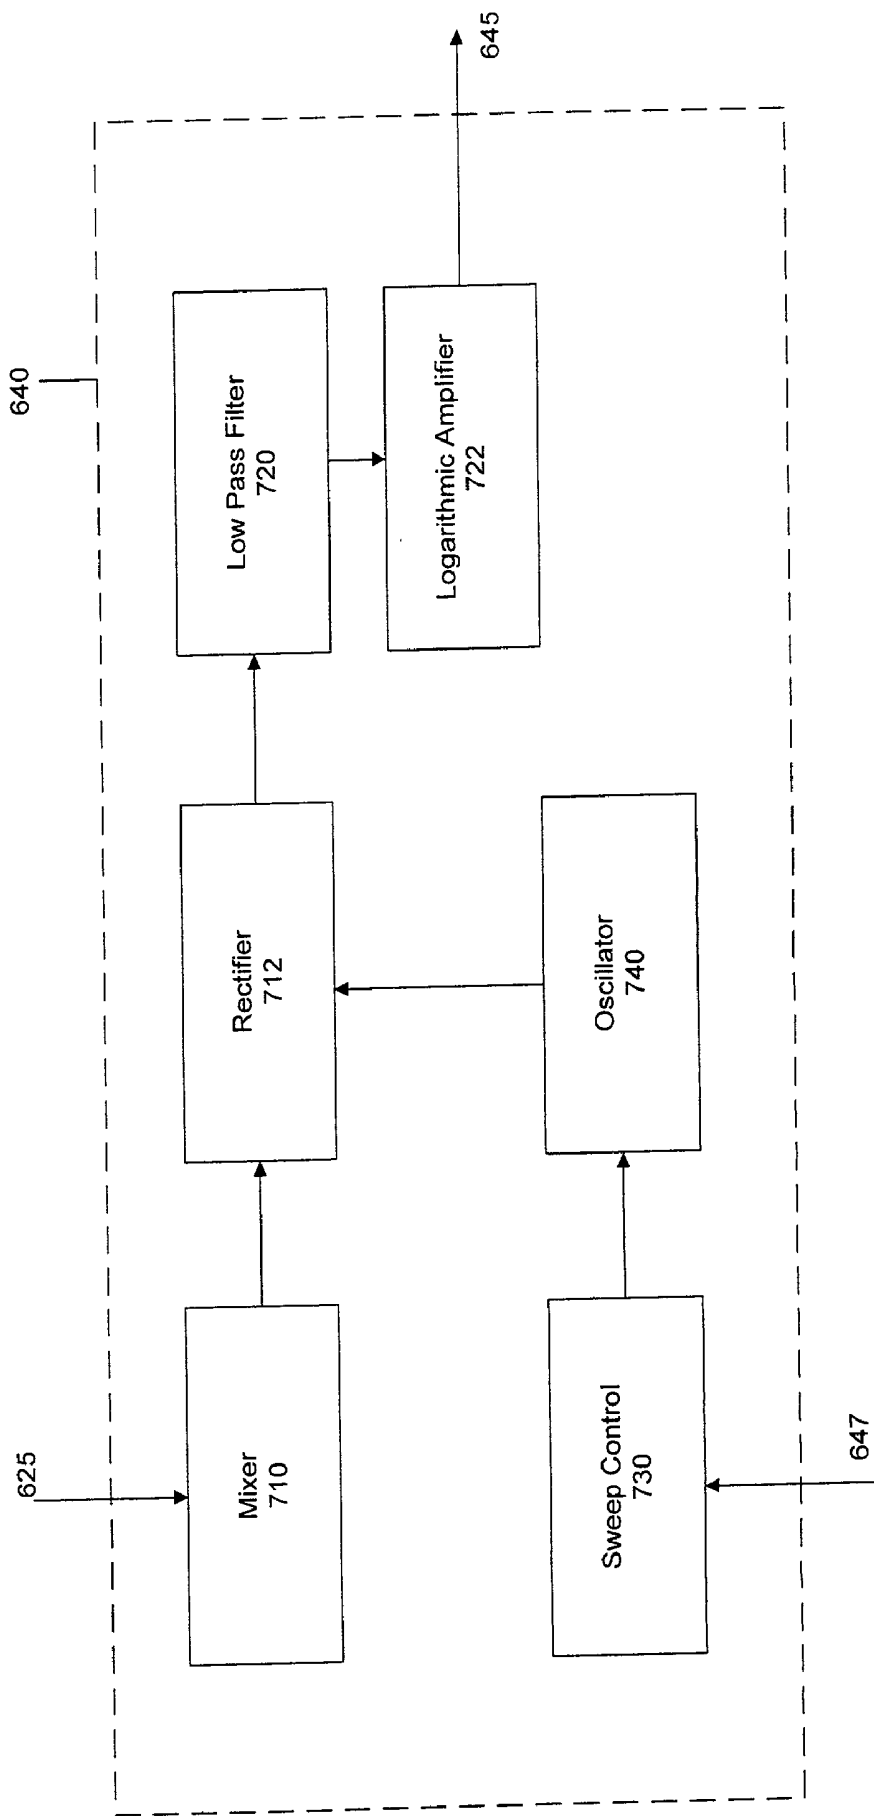 640
625
Mixer
710
Rectifier
712
Low Pass Filter
720
Logarithmic Amplifier
722
645
Sweep Control
730
Oscillator
740
647